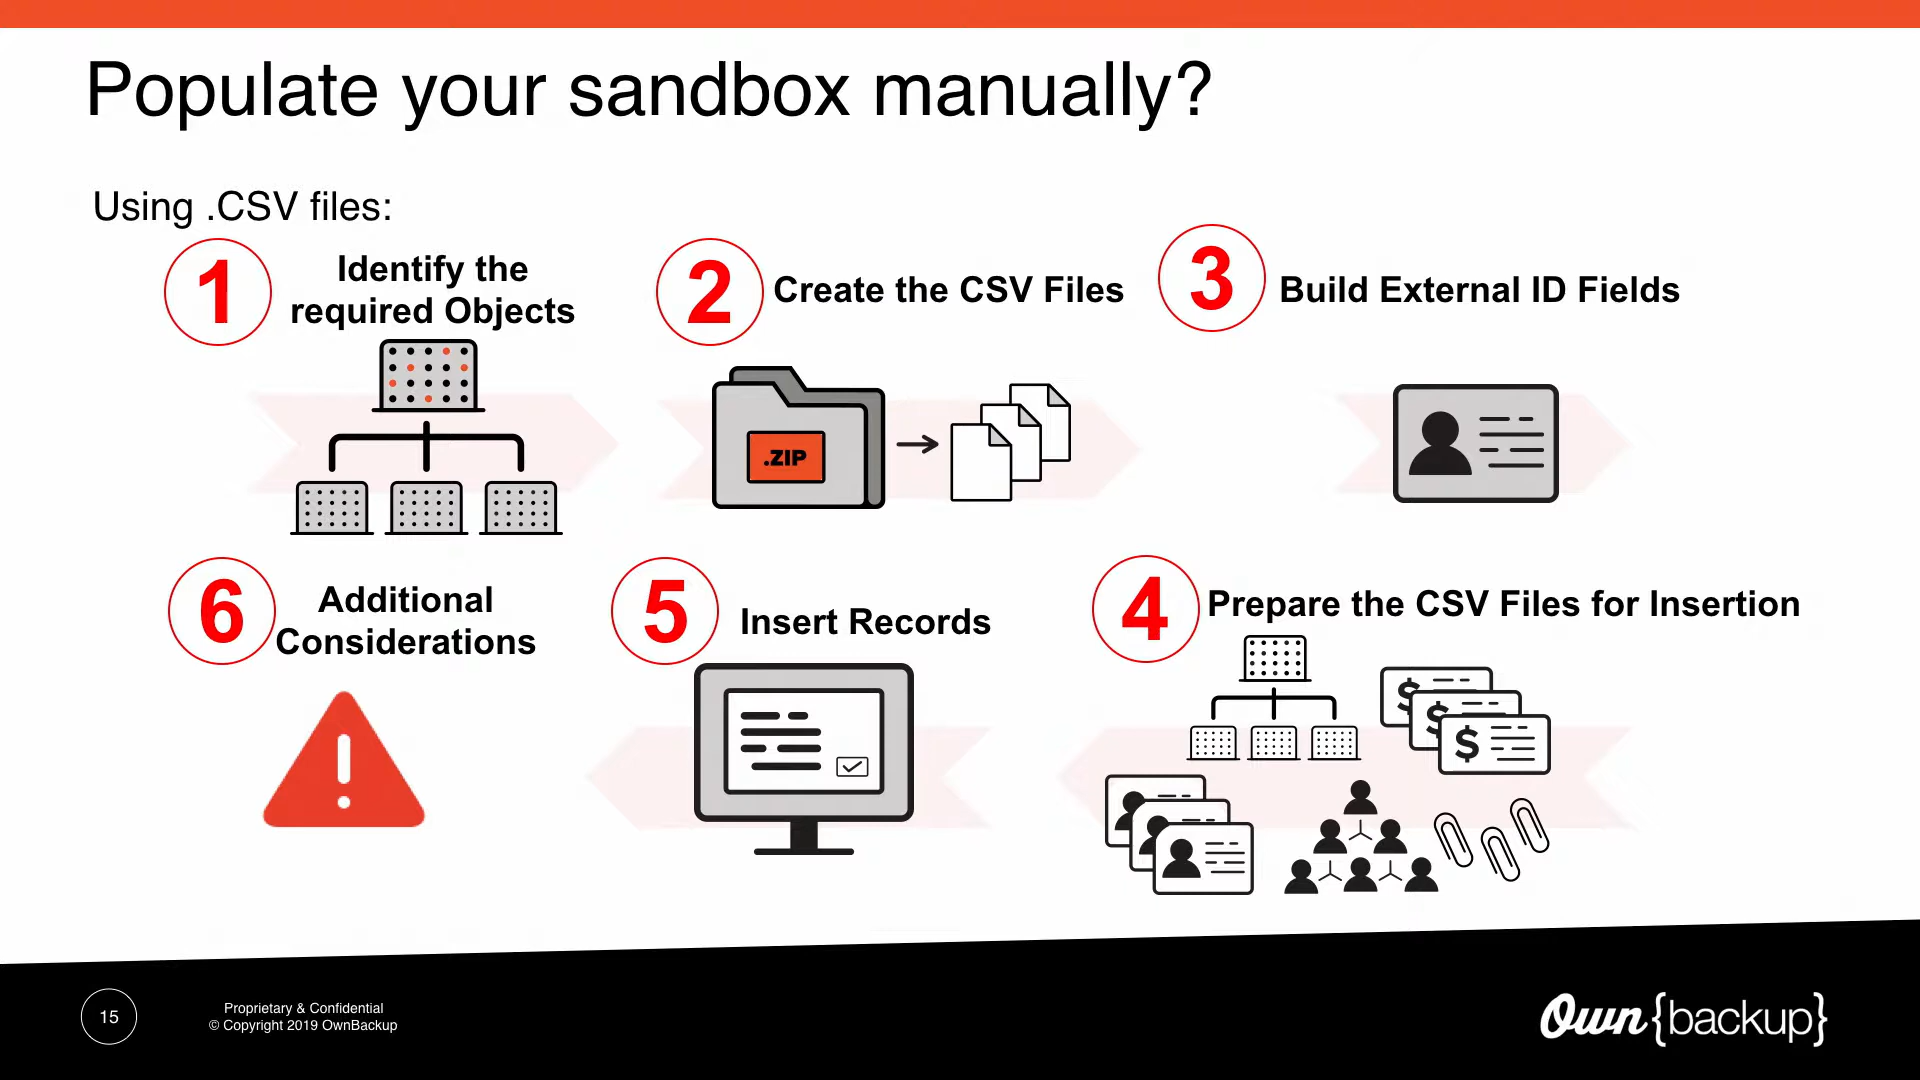 Populate your sandbox manually?
Using .CSV files:
1
Identify the
required Objects
2
Create the CSV Files
3
Build External ID Fields
.ZIP
6
Additional
Considerations
5
Insert Records
4
Prepare the CSV Files for Insertion
$
$
$
15
Proprietary & Confidential
© Copyright 2019 OwnBackup
Own{backup}